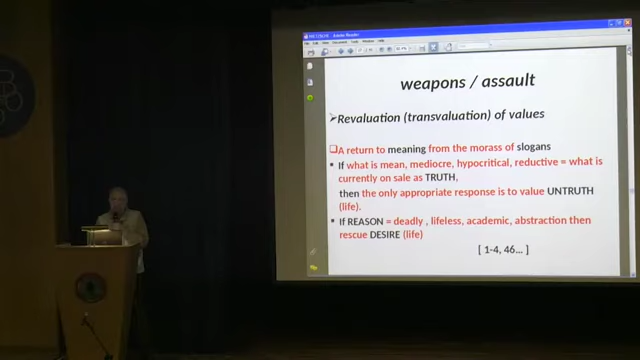 weapons / assault
Revaluation (transvaluation) of values
A return to meaning from the morass of slogans
If what is mean, mediocre, hypocritical, reductive = what is
currently on sale as TRUTH,
then the only appropriate response is to value UNTRUTH
(life).
If REASON = deadly , lifeless, academic, abstraction then
rescue DESIRE (life)
[ 1-4, 46... ]